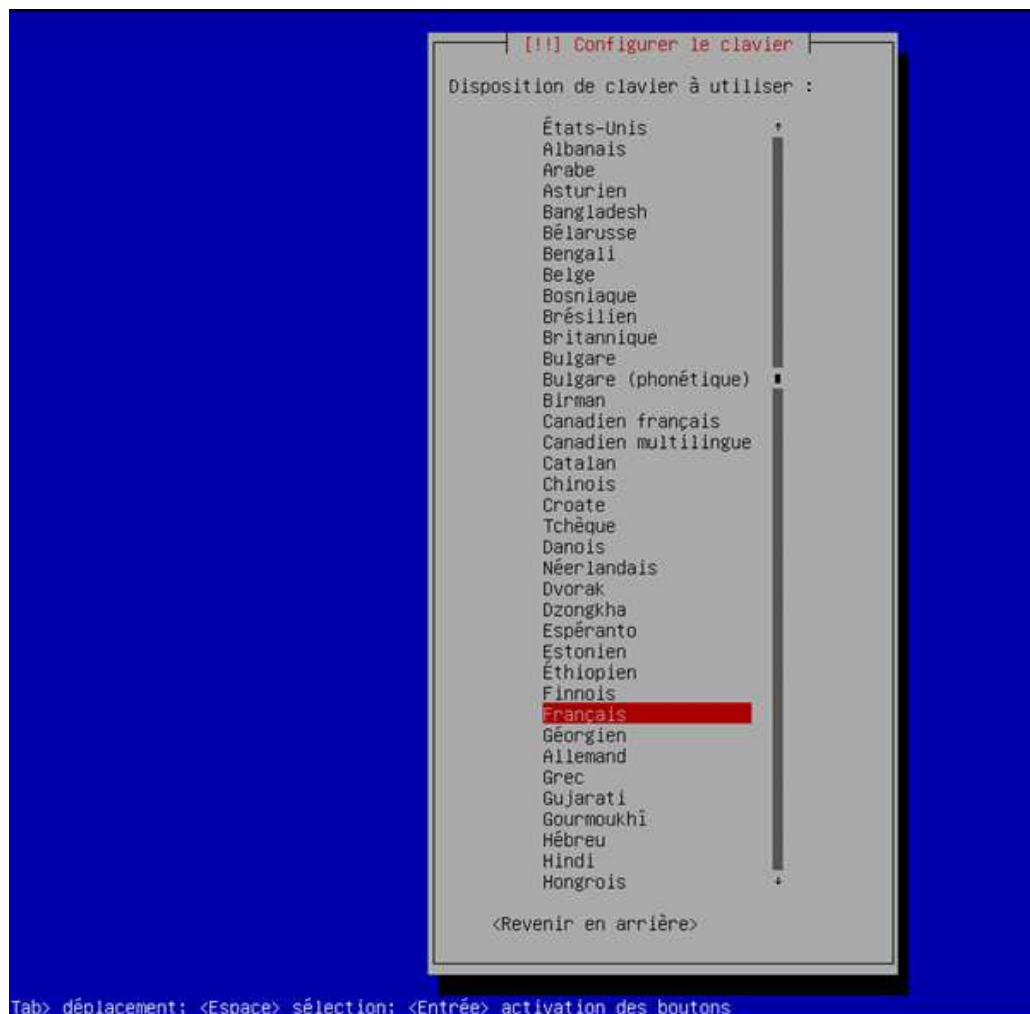 [!!] Configurer le clavier
Disposition de clavier à utiliser :
États-Unis
Albanais
Arabe
Asturien
Bangladesh
Bélarusse
Bengali
Belge
Bosniaque
Brésilien
Britannique
Bulgare
Bulgare (phonétique)
Birman
Canadien français
Canadien multilingue
Catalan
Chinois
Croate
Tchèque
Danois
Néerlandais
Dvorak
Dzongkha
Espéranto
Estonien
Éthiopien
Finnois
Français
Géorgien
Allemand
Grec
Gujarati
Gourmoukhî
Hébreu
Hindi
Hongrois
<Revenir en arrière>
Tab> déplacement; <Espace> sélection; <Entrée> activation des boutons